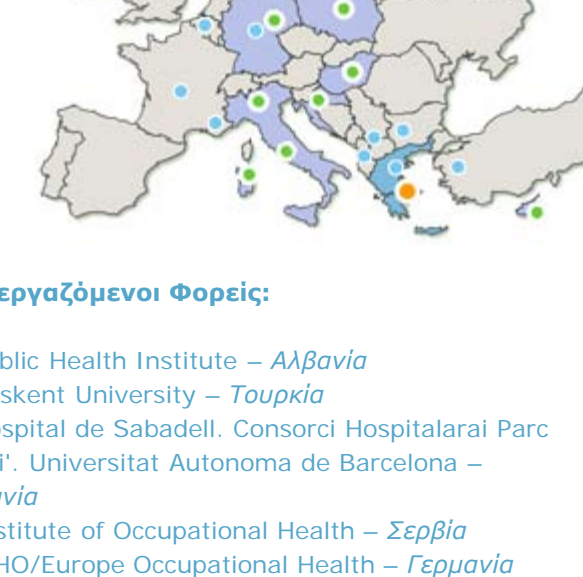 εργαζόμενοι Φορείς:
blic Health Institute – Αλβανία
skent University – Τουρκία
spital de Sabadell. Consorci Hospitalarai Parc
i'. Universitat Autonoma de Barcelona –
ανία
stitute of Occupational Health – Σερβία
HO/Europe Occupational Health – Γερμανία